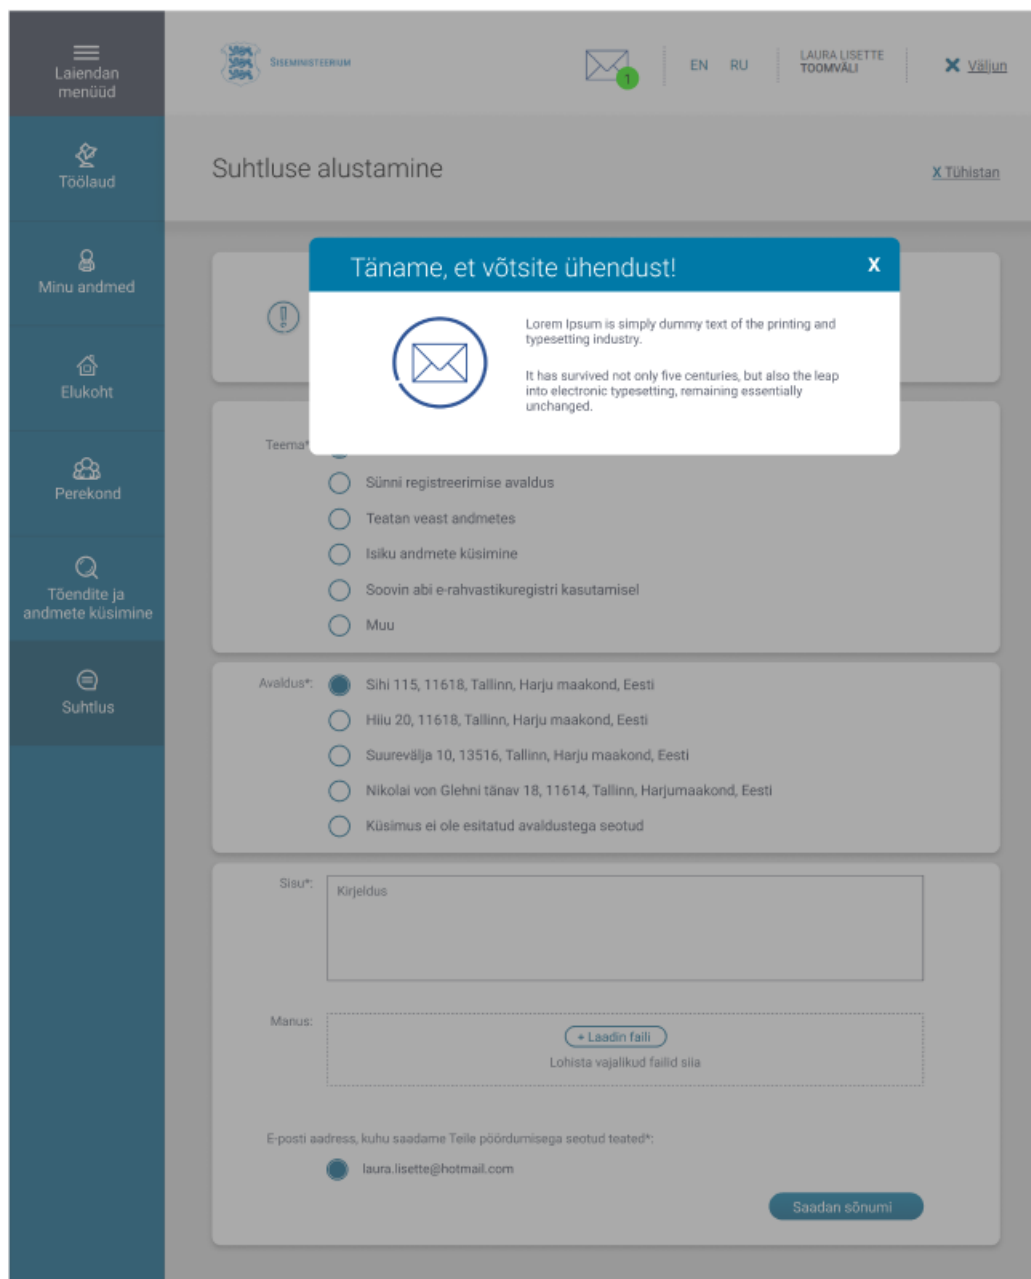 Laiendan
menüüd
SISEMINISTEERIUM
1
EN RU
LAURA LISETTE
TOOMVÄLI
X Väljun
Töölaud
Suhtluse alustamine
X Tühistan
Minu andmed
Täname, et võtsite ühendust! X
Lorem Ipsum is simply dummy text of the printing and
typesetting industry.
It has survived not only five centuries, but also the leap
into electronic typesetting, remaining essentially
unchanged.
Elukoht
Perekond
Tõendite ja
andmete küsimine
Suhtlus
Teema*
Sünni registreerimise avaldus
Teatan veast andmetes
Isiku andmete küsimine
Soovin abi e-rahvastikuregistri kasutamisel
Muu
Avaldus*: Sihi 115, 11618, Tallinn, Harju maakond, Eesti
Hiiu 20, 11618, Tallinn, Harju maakond, Eesti
Suurevälja 10, 13516, Tallinn, Harju maakond, Eesti
Nikolai von Glehni tänav 18, 11614, Tallinn, Harjumaakond, Eesti
Küsimus ei ole esitatud avaldustega seotud
Sisu*: Kirjeldus
Manus:
+ Laadin faili
Lohista vajalikud failid siia
E-posti aadress, kuhu saadame Teile pöördumisega seotud teated*:
laura.lisette@hotmail.com
Saadan sõnumi